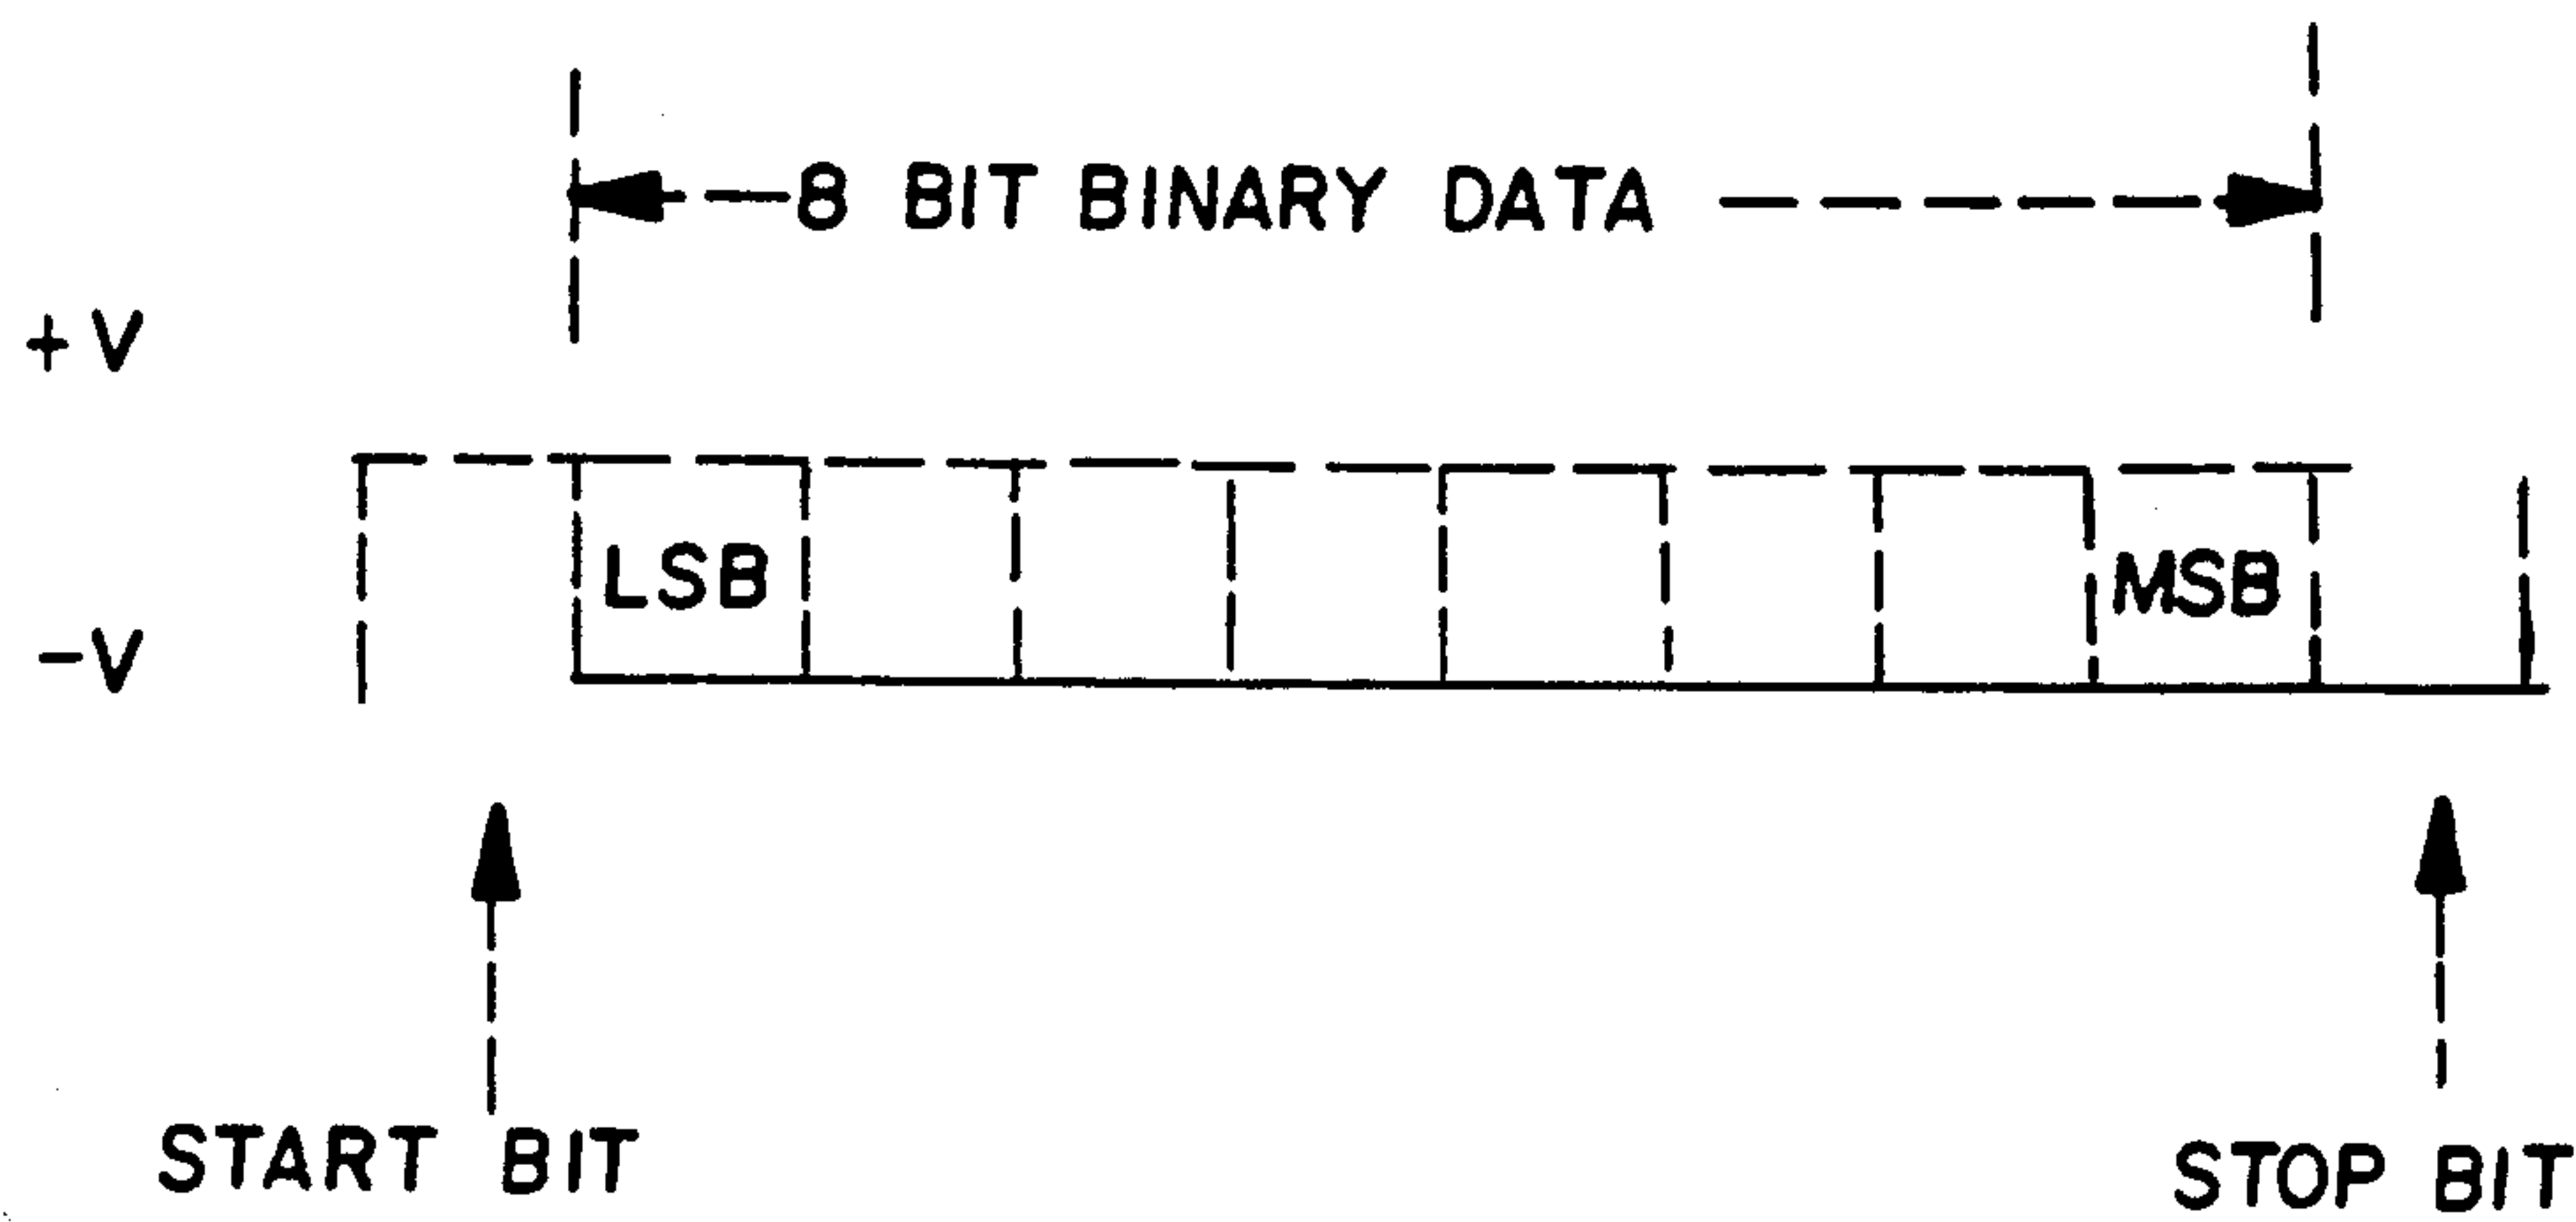 8 BIT BINARY DATA
+V
LSB
MSB
-V
START BIT
STOP BIT